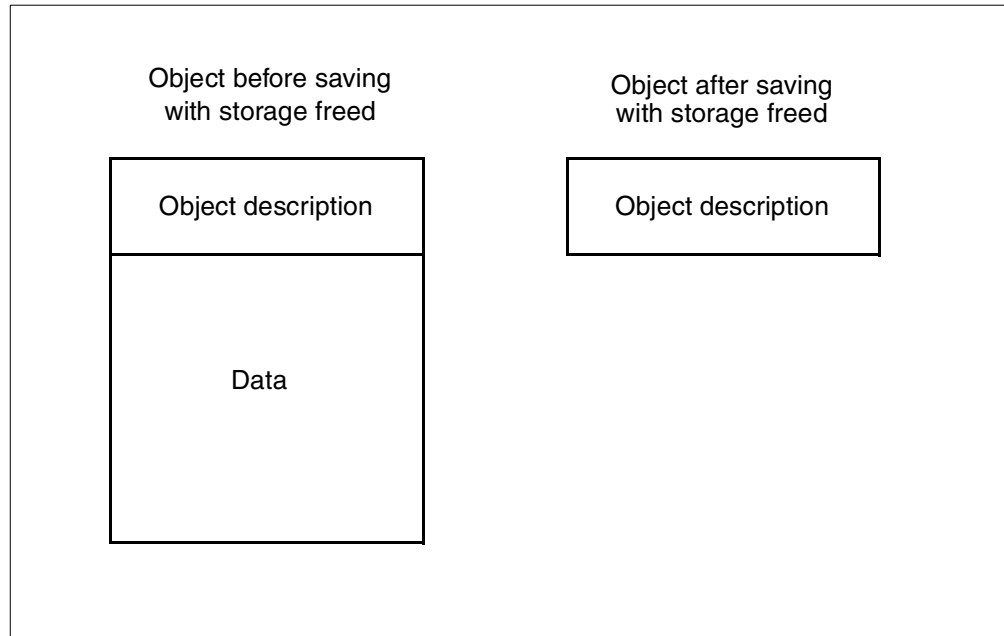 Object before saving
with storage freed
Object after saving
with storage freed
Object description
Object description
Data